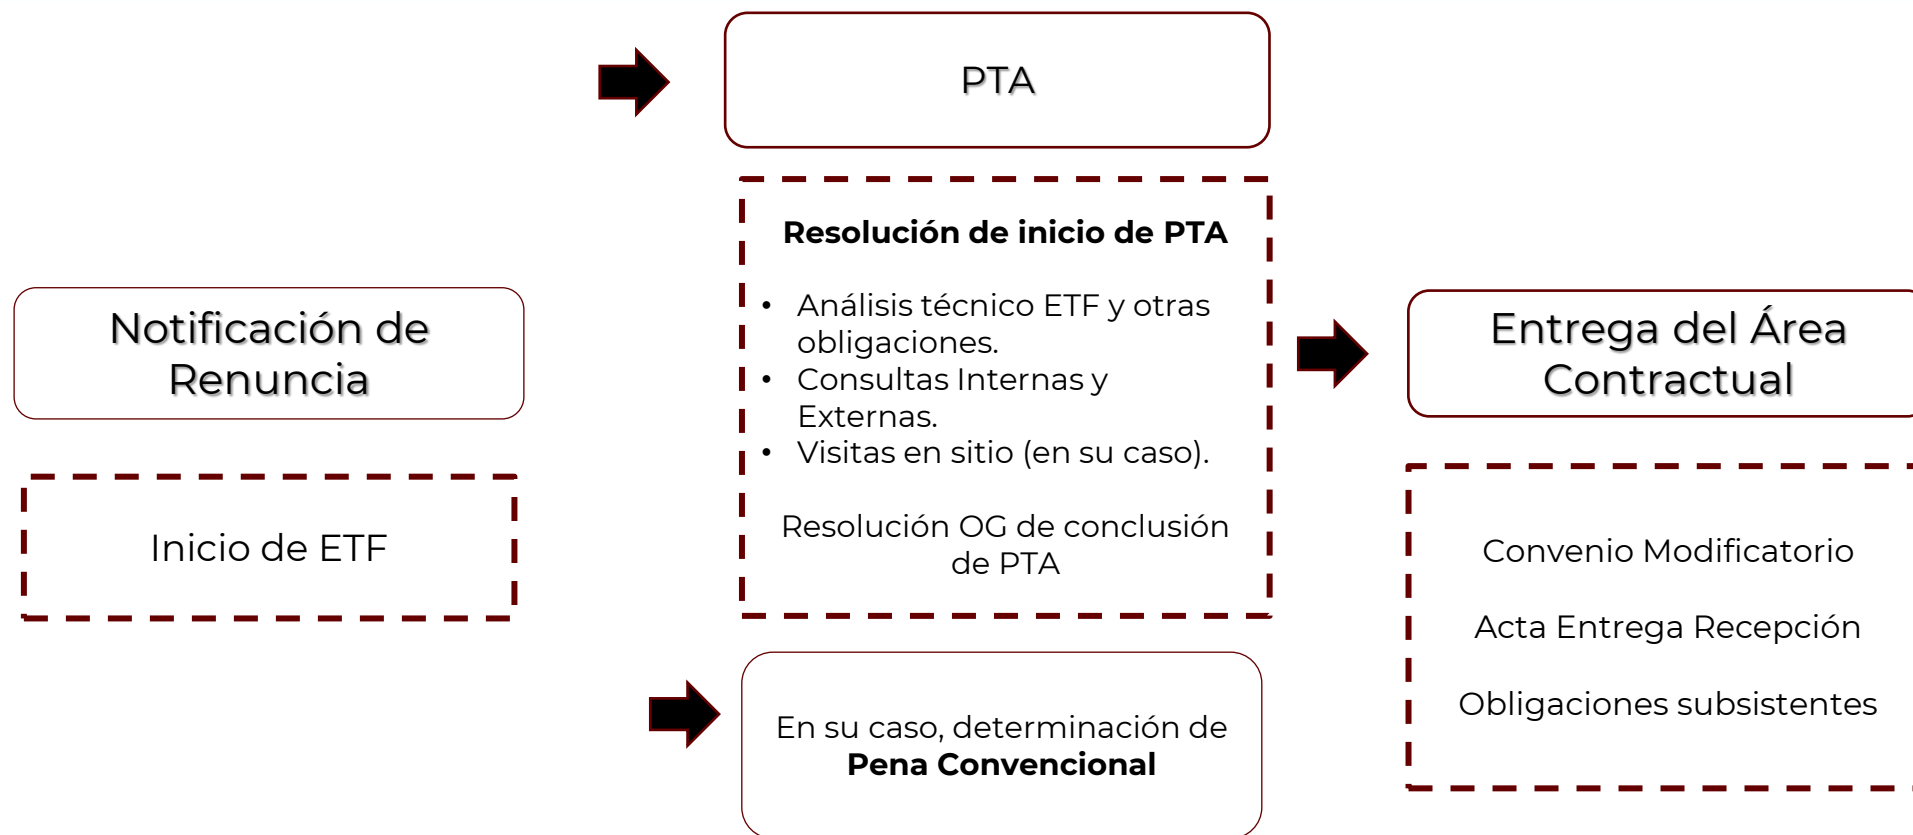 Notificación de
Renuncia
Inicio de ETF
PTA
Resolución de inicio de PTA
• Análisis técnico ETF y otras
obligaciones.
• Consultas Internas y
Externas.
• Visitas en sitio (en su caso).
Resolución OG de conclusión
de PTA
En su caso, determinación de
Pena Convencional
Entrega del Área
Contractual
Convenio Modificatorio
Acta Entrega Recepción
Obligaciones subsistentes